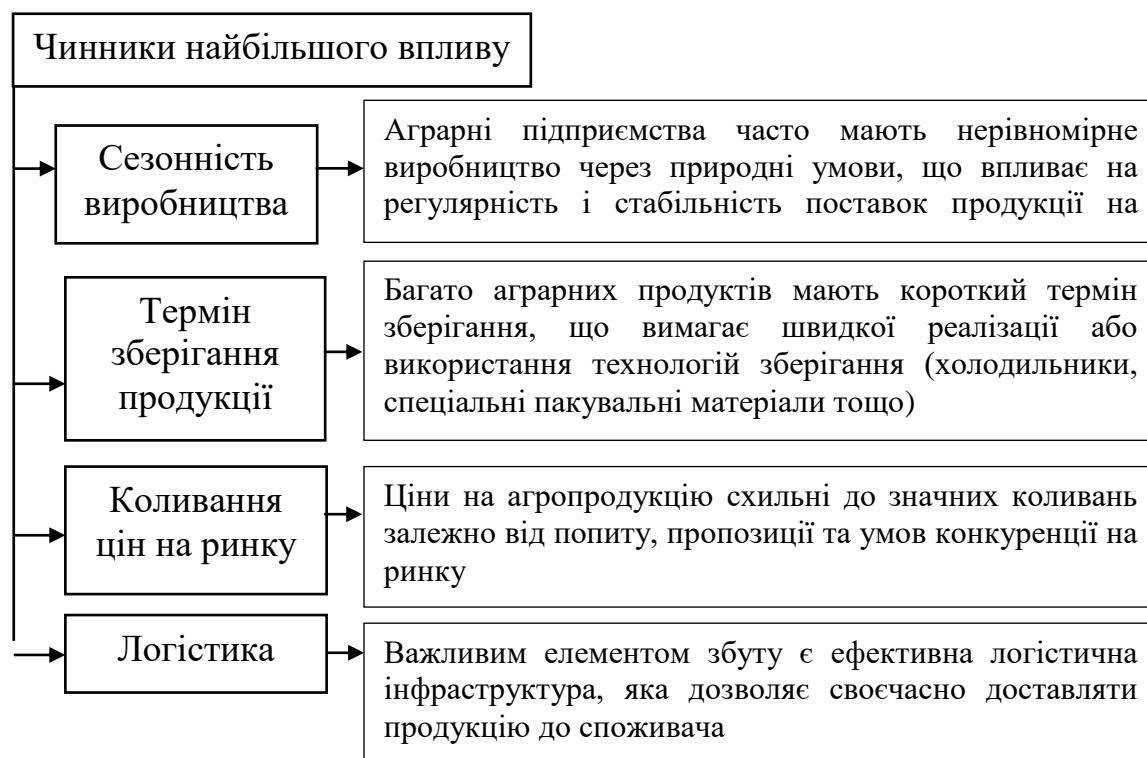 Чинники найбільшого впливу
Сезонність
виробництва
Аграрні підприємства часто мають нерівномірне
виробництво через природні умови, що впливає на
регулярність і стабільність поставок продукції на
Термін
зберігання
продукції
Багато аграрних продуктів мають короткий термін
зберігання, що вимагає швидкої реалізації або
використання технологій зберігання (холодильники,
спеціальні пакувальні матеріали тощо)
Коливання
цін на ринку
Ціни на агропродукцію схильні до значних коливань
залежно від попиту, пропозиції та умов конкуренції на
ринку
Логістика
Важливим елементом збуту є ефективна логістична
інфраструктура, яка дозволяє своєчасно доставляти
продукцію до споживача